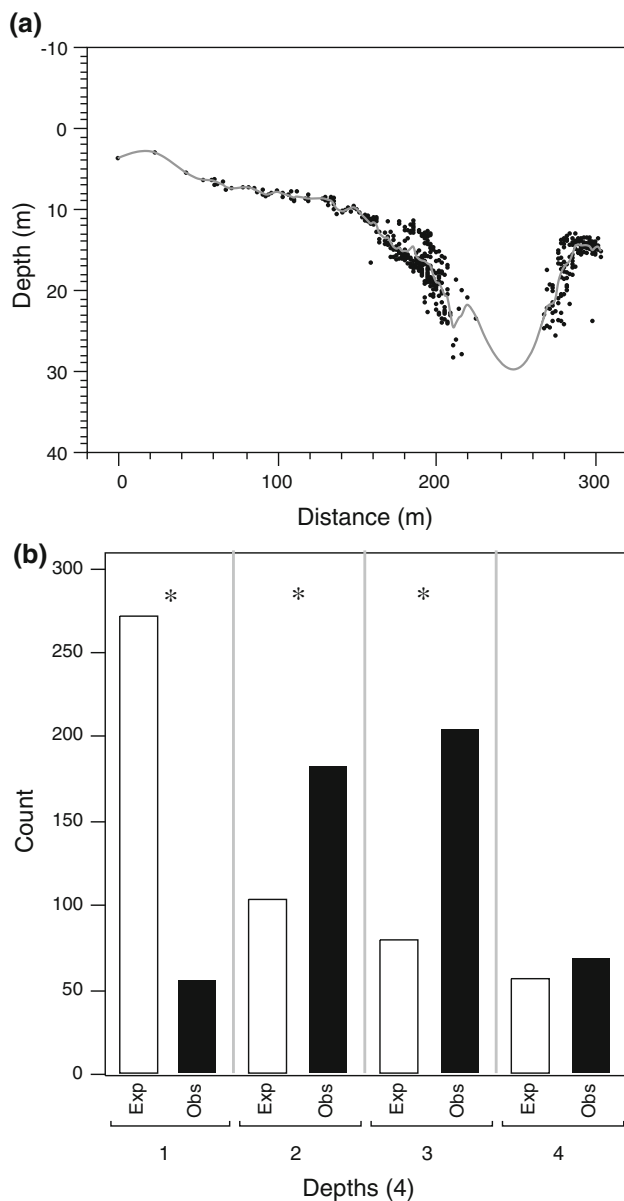 (a)
-10
0
10
20
30
40
Depth (m)
0 100 200 300
Distance (m)
(b)
300
250
200
150
100
50
0
Count
* * *
Exp Obs Exp Obs Exp Obs Exp Obs
1 2 3 4
Depths (4)